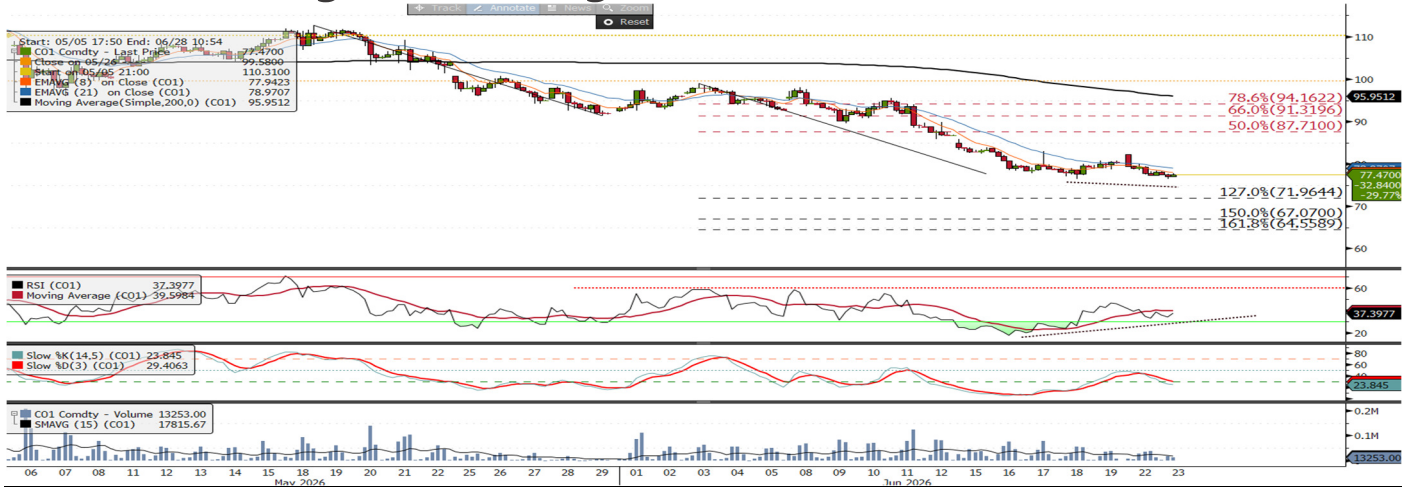 Track Annotate News Zoom
Reset
Start: 05/05 17:50 End: 06/28 10:54
CO1 Comdty - Last Price 77.4700
Close on 05/26 99.5800
Start on 05/05 21:00 110.3100
EMAVG (8) on Close (CO1) 77.9423
EMAVG (21) on Close (CO1) 78.9707
Moving Average(Simple,200,0) (CO1) 95.9512
110
100
95.9512
90
78.6%(94.1622)
66.0%(91.3196)
50.0%(87.7100)
80
77.4700
-32.8400
-29.77%
127.0%(71.9644)
70
150.0%(67.0700)
161.8%(64.5589)
60
RSI (CO1) 37.3977
Moving Average (CO1) 39.5984
60
37.3977
20
Slow %K(14,5) (CO1) 23.845
Slow %D(3) (CO1) 29.4063
80
60
40
23.845
CO1 Comdty - Volume 13253.00
SMAVG (15) (CO1) 17815.67
0.2M
0.1M
13253.00
06 07 08 11 12 13 14 15 18 19 20 21 22 25 26 27 28 29 01 02 03 04 05 08 09 10 11 12 15 16 17 18 19 22 23
May 2026 Jun 2026